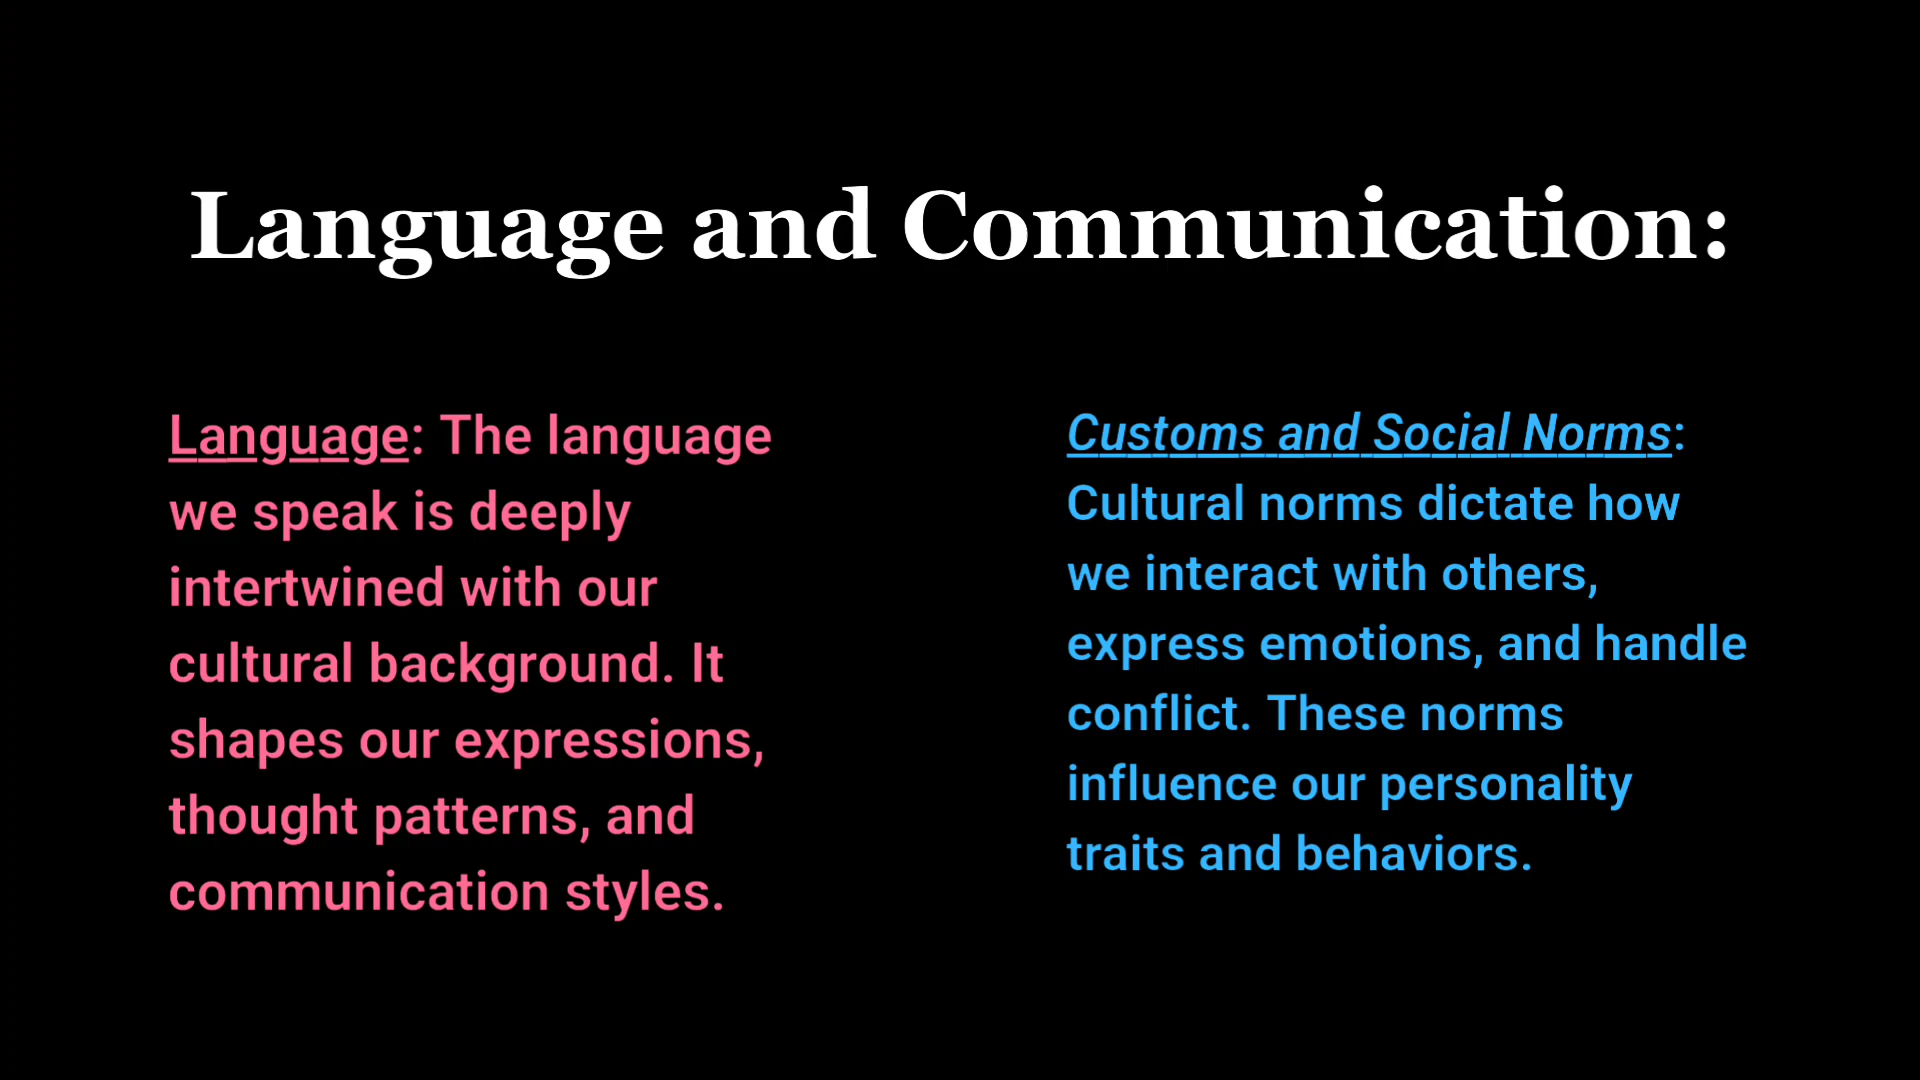 Language and Communication:
Language: The language
we speak is deeply
intertwined with our
cultural background. It
shapes our expressions,
thought patterns, and
communication styles.
Customs and Social Norms:
Cultural norms dictate how
we interact with others,
express emotions, and handle
conflict. These norms
influence our personality
traits and behaviors.